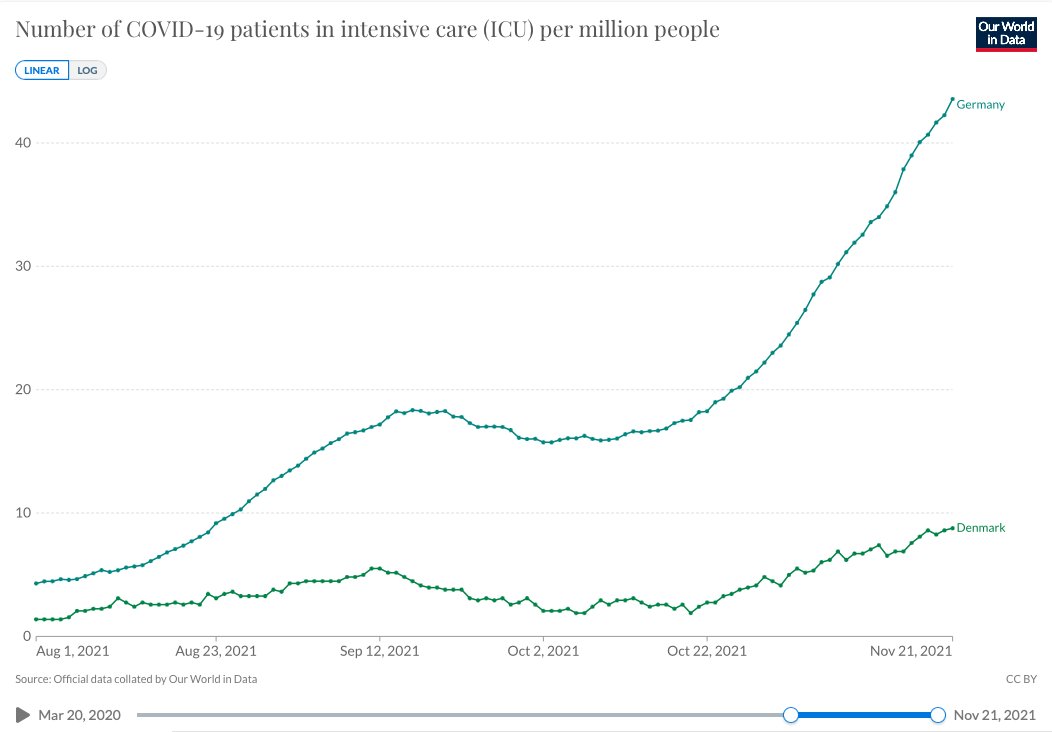 Number of COVID-19 patients in intensive care (ICU) per million people
Our World
in Data
LINEAR
LOG
Germany
40
30
20
10
Denmark
0
Aug 1, 2021
Aug 23, 2021
Sep 12, 2021
Oct 2, 2021
Oct 22, 2021
Nov 21, 2021
Source: Official data collated by Our World in Data
CC BY
Mar 20, 2020
Nov 21, 2021